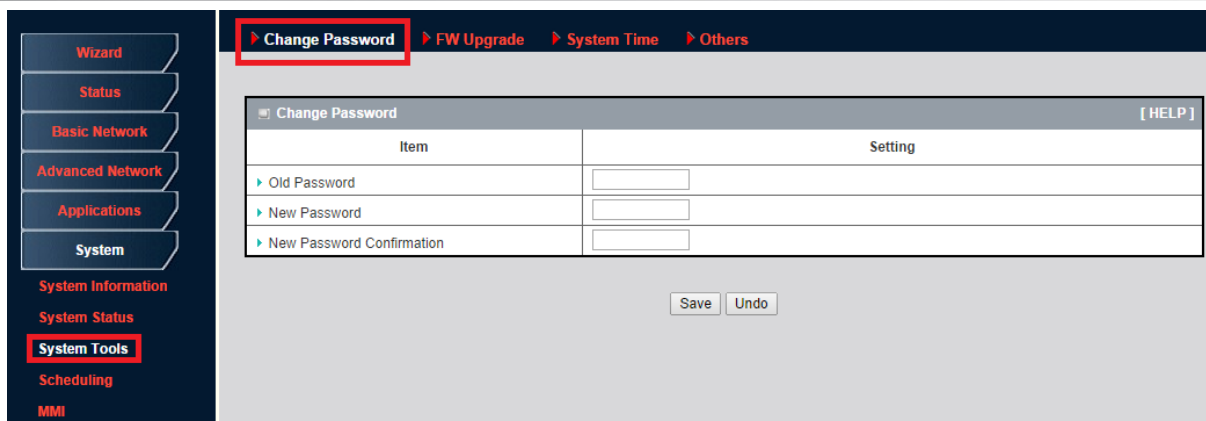 Wizard
Status
Basic Network
Advanced Network
Applications
System
System Information
System Status
System Tools
Scheduling
MMI
Change Password FW Upgrade System Time Others
Change Password [ HELP ]
Item Setting
Old Password
New Password
New Password Confirmation
Save Undo